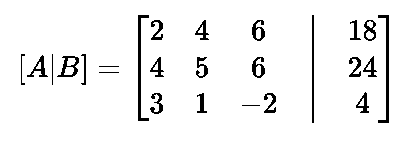 [A|B] = [2 4 6 | 18
4 5 6 | 24
3 1 −2 | 4]